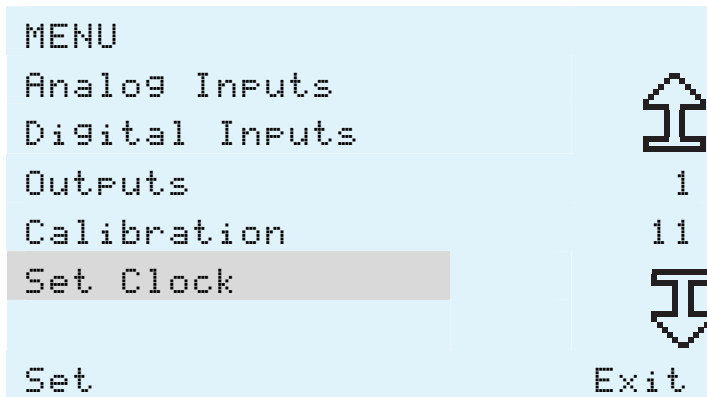 MENU
Analog Inputs
Digital Inputs
Outputs 1
Calibration 11
Set Clock
Set Exit